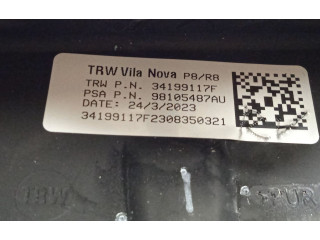 TRW Vila Nova P8/R8
TRW P.N. 34199117F
PSA P.N. 98105487AU
DATE: 24/3/2023
34199117F2308350321
TRW